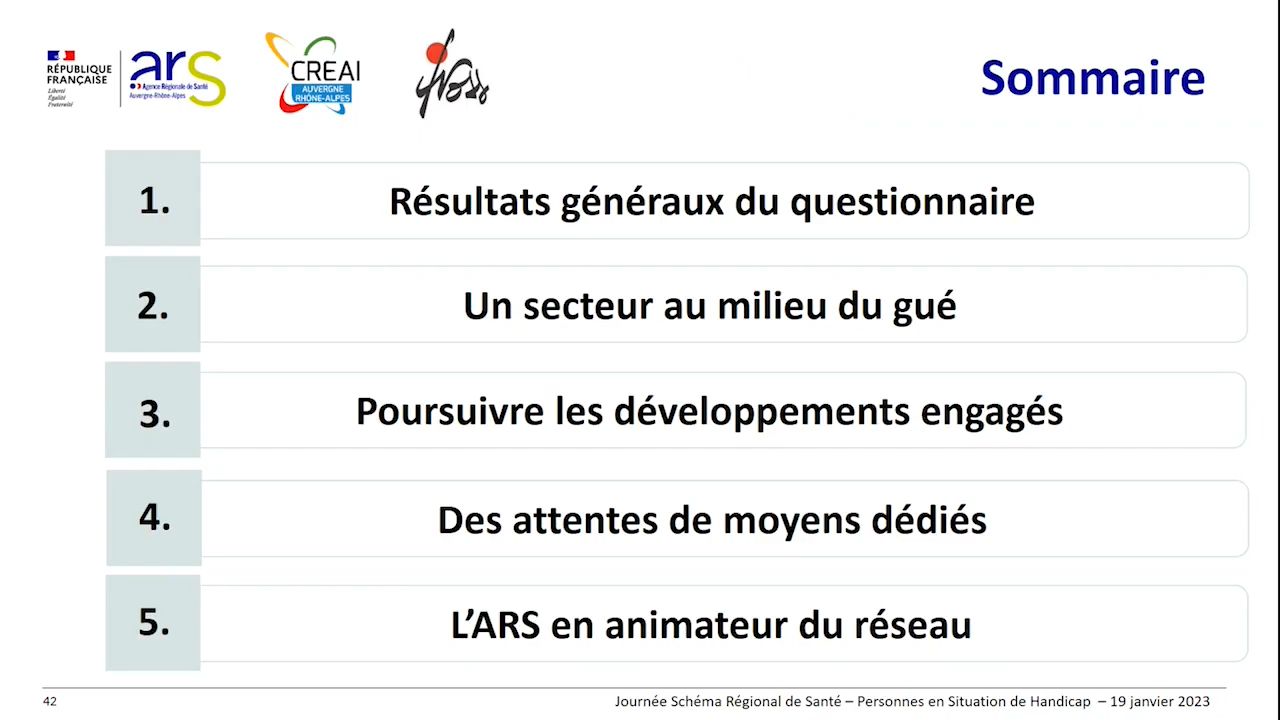 RÉPUBLIQUE
FRANÇAISE
Liberté
Égalité
Fraternité
ars
Agence Régionale de Santé
Auvergne-Rhône-Alpes
CREAI
AUVERGNE
RHÔNE-ALPES
Sommaire
1. Résultats généraux du questionnaire
2. Un secteur au milieu du gué
3. Poursuivre les développements engagés
4. Des attentes de moyens dédiés
5. L’ARS en animateur du réseau
42
Journée Schéma Régional de Santé – Personnes en Situation de Handicap – 19 janvier 2023